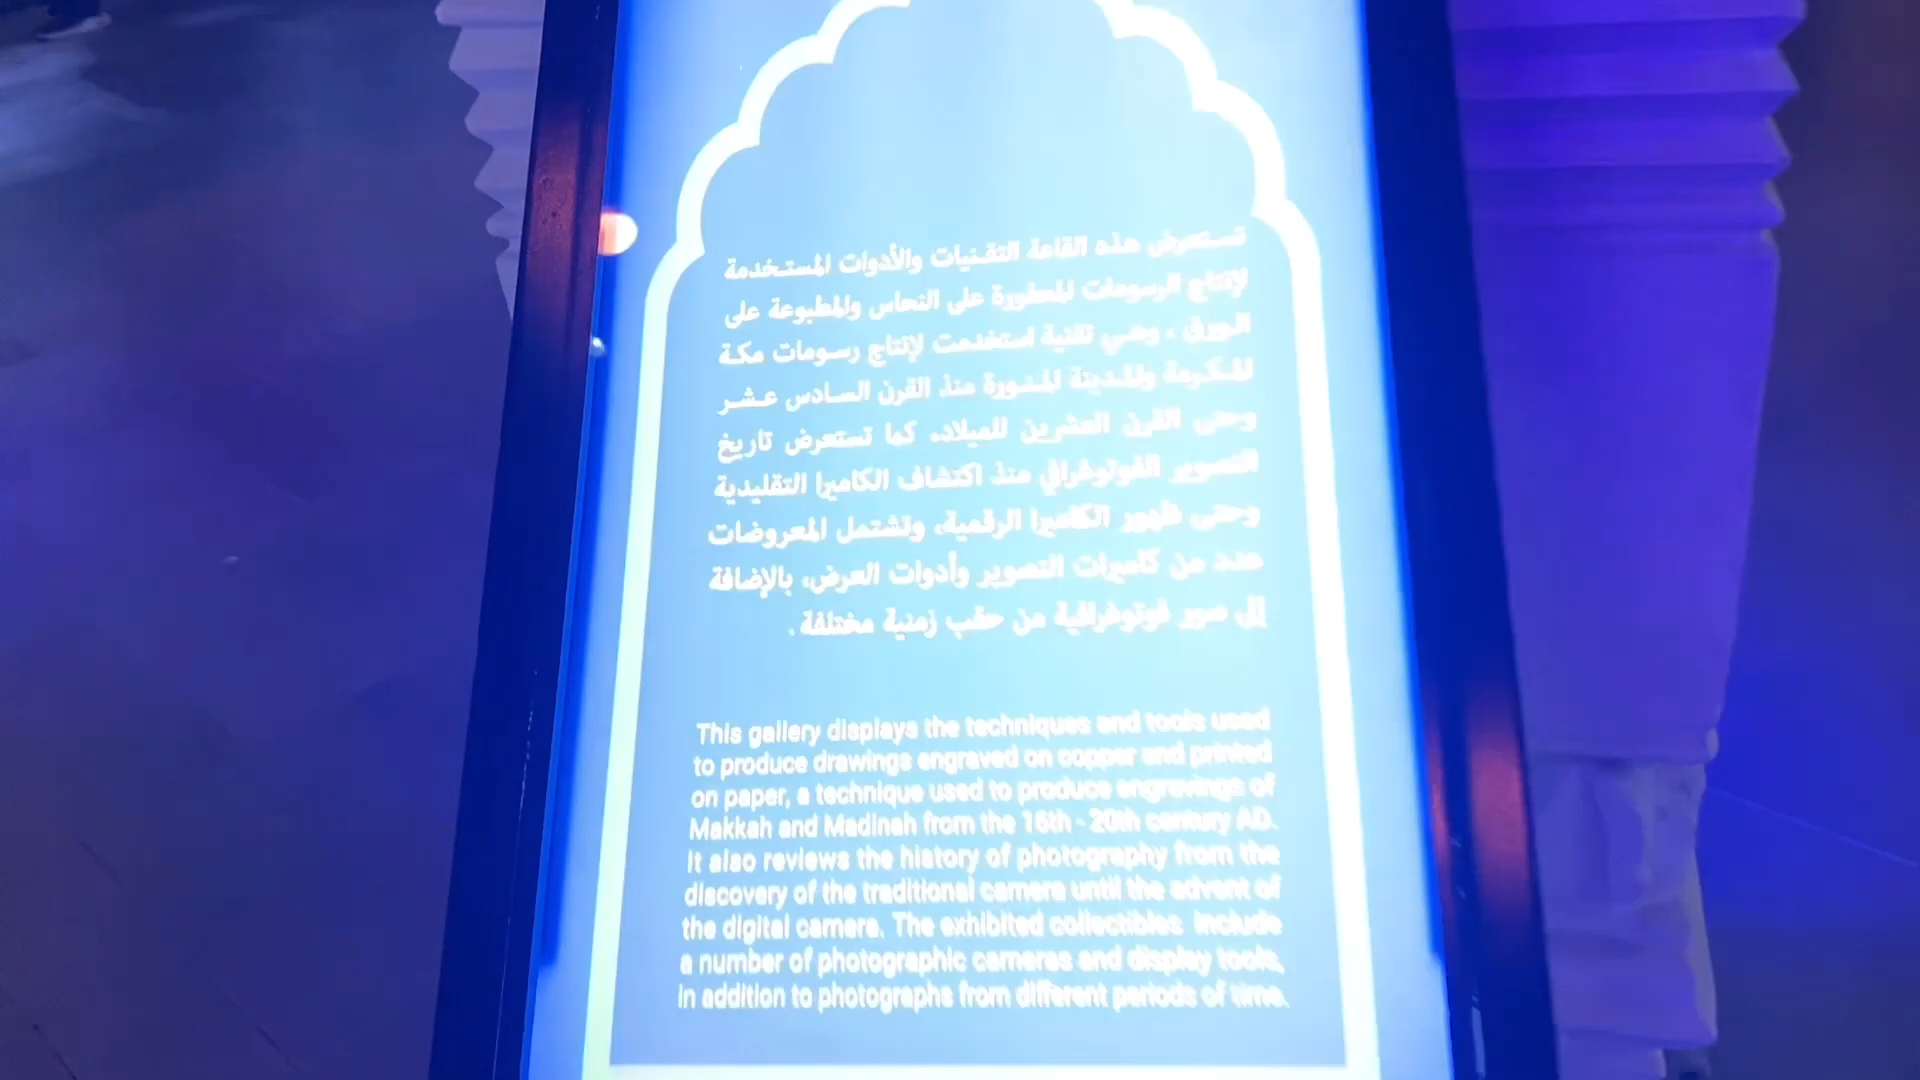 تستعرض هذه القاعة التقنيات والأدوات المستخدمة
لإنتاج الرسومات المحفورة على النحاس والمطبوعة على
الورق . وهي تقنية استخدمت لإنتاج رسومات مكة
المكرمة والمدينة المنورة منذ القرن السادس عشر
وحتى القرن العشرين للميلاد. كما تستعرض تاريخ
التصوير الفوتوغرافي منذ اكتشاف الكاميرا التقليدية
وحتى ظهور الكاميرا الرقمية، وتشتمل المعروضات
عدد من كاميرات التصوير وأدوات العرض، بالإضافة
إلى صور فوتوغرافية من حقب زمنية مختلفة .
This gallery displays the techniques and tools used
to produce drawings engraved on copper and printed
on paper, a technique used to produce engravings of
Makkah and Madinah from the 16th - 20th century AD.
It also reviews the history of photography from the
discovery of the traditional camera until the advent of
the digital camera. The exhibited collectibles include
a number of photographic cameras and display tools,
in addition to photographs from different periods of time.